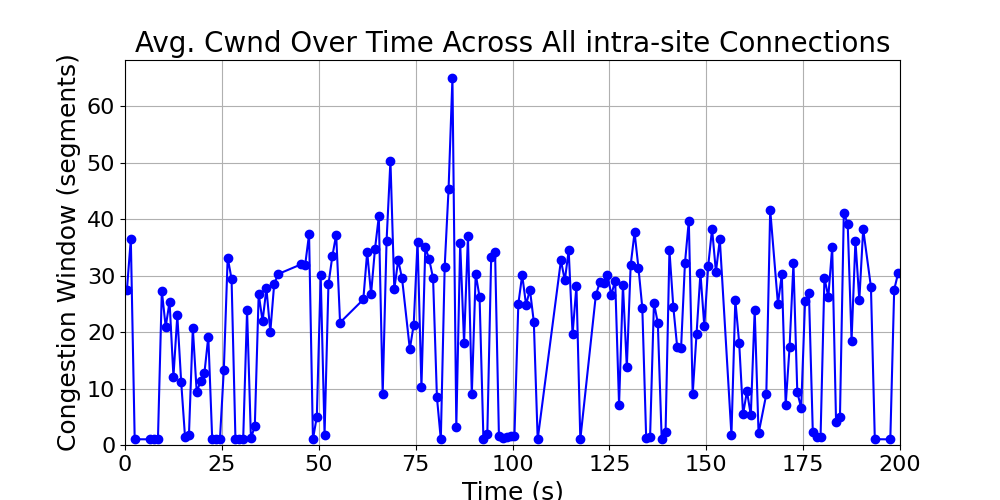 Avg. Cwnd Over Time Across All intra-site Connections
Congestion Window (segments)
60
50
40
30
20
10
0
0 25 50 75 100 125 150 175 200
Time (s)